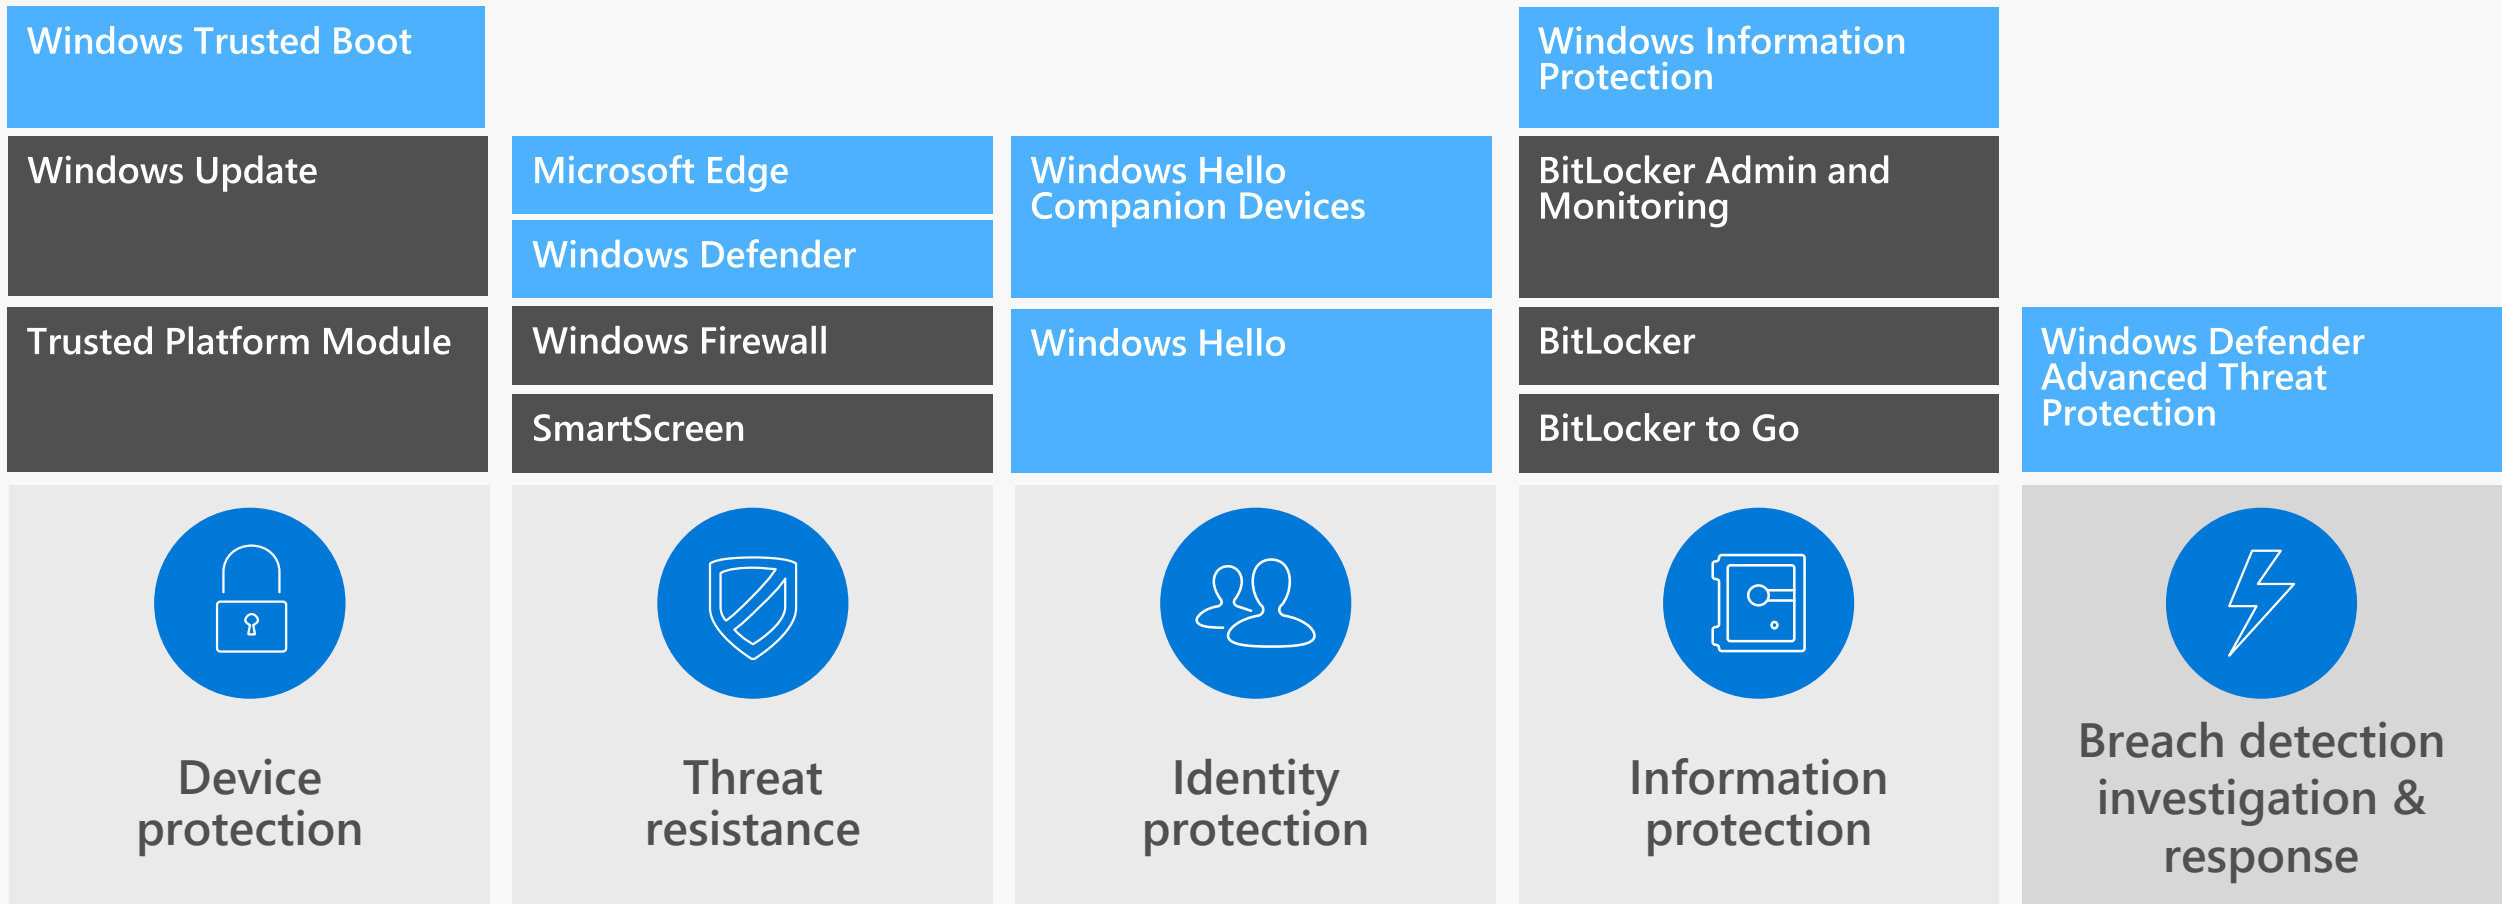 Windows Trusted Boot
Windows Update
Trusted Platform Module
Device
protection
Microsoft Edge
Windows Defender
Windows Firewall
SmartScreen
Threat
resistance
Windows Hello
Companion Devices
Windows Hello
Identity
protection
Windows Information
Protection
BitLocker Admin and
Monitoring
BitLocker
BitLocker to Go
Information
protection
Windows Defender
Advanced Threat
Protection
Breach detection
investigation &
response